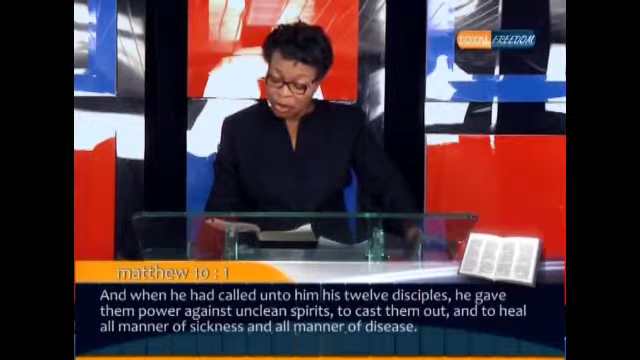 TOTAL FREEDOM
matthew 10 : 1
And when he had called unto him his twelve disciples, he gave
them power against unclean spirits, to cast them out, and to heal
all manner of sickness and all manner of disease.